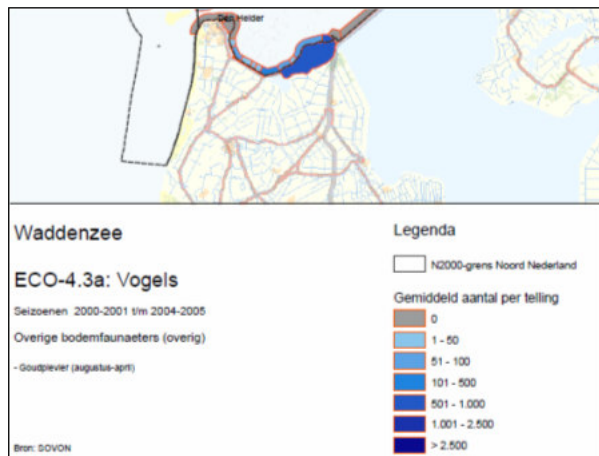 Den Helder
Waddenzee
ECO-4.3a: Vogels
Seizoenen 2000-2001 t/m 2004-2005
Overige bodemfaunaeters (overig)
- Goudplevier (augustus-april)
Bron: SOVON
Legenda
N2000-grens Noord Nederland
Gemiddeld aantal per telling
0
1 - 50
51 - 100
101 - 500
501 - 1.000
1.001 - 2.500
> 2.500